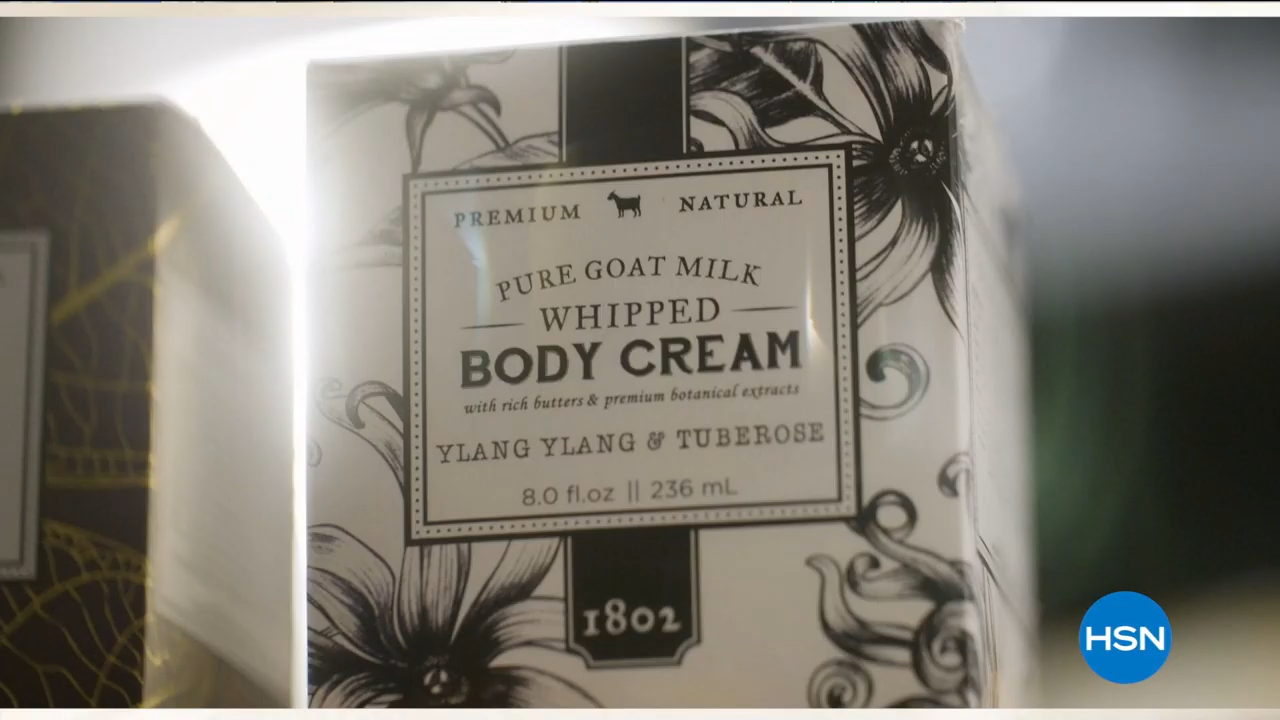 PREMIUM NATURAL
PURE GOAT MILK
WHIPPED
BODY CREAM
with rich butters & premium botanical extracts
YLANG YLANG & TUBEROSE
8.0 fl.oz || 236 mL
1802
HSN